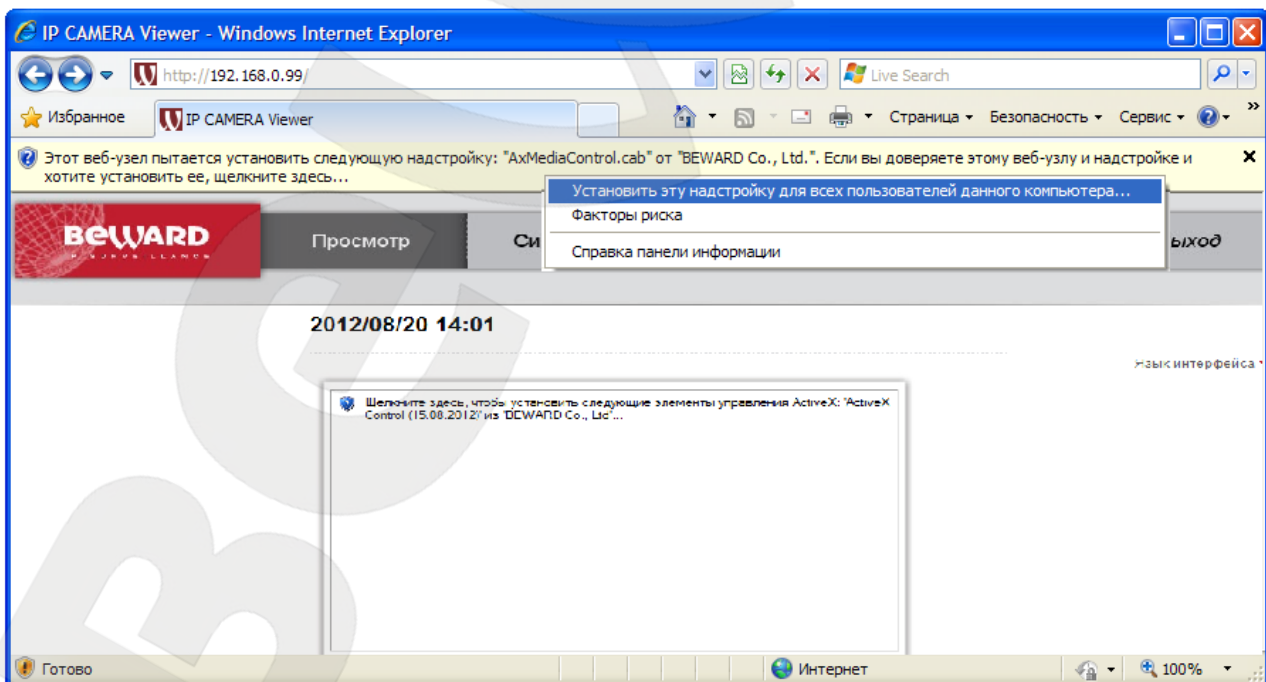 IP CAMERA Viewer - Windows Internet Explorer
http://192.168.0.99/
Live Search
Избранное
IP CAMERA Viewer
Страница
Безопасность
Сервис
Этот веб-узел пытается установить следующую надстройку: "AxMediaControl.cab" от "BEWARD Co., Ltd.". Если вы доверяете этому веб-узлу и надстройке и
хотите установить ее, щелкните здесь...
Установить эту надстройку для всех пользователей данного компьютера...
Факторы риска
Справка панели информации
BEWARD
Просмотр
Си
ыход
2012/08/20 14:01
Язык интерфейса
Щелкните здесь, чтобы установить следующие элементы управления ActiveX: "ActiveX
Control (15.08.2012)" из "BEWARD Co., Ltd"...
Готово
Интернет
100%